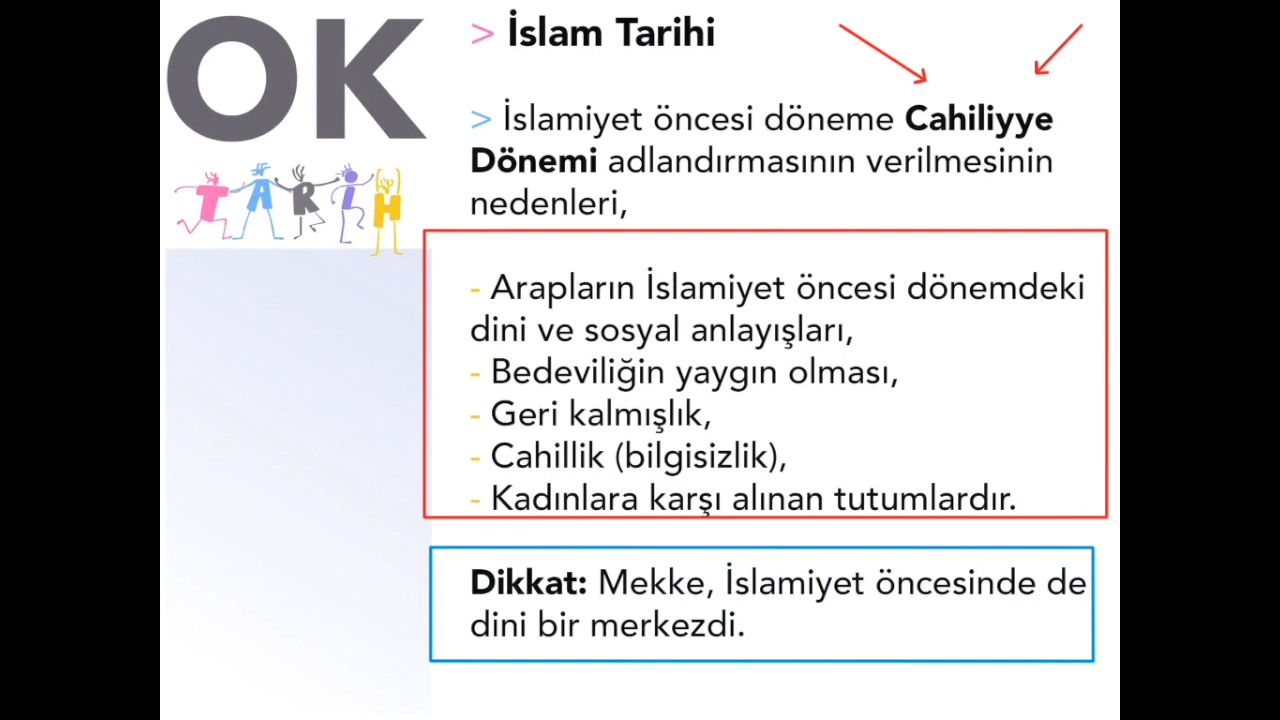 OK
TARİH
> İslam Tarihi
> İslamiyet öncesi döneme Cahiliyye
Dönemi adlandırmasının verilmesinin
nedenleri,
- Arapların İslamiyet öncesi dönemdeki
dini ve sosyal anlayışları,
- Bedeviliğin yaygın olması,
- Geri kalmışlık,
- Cahillik (bilgisizlik),
- Kadınlara karşı alınan tutumlardır.
Dikkat: Mekke, İslamiyet öncesinde de
dini bir merkezdi.